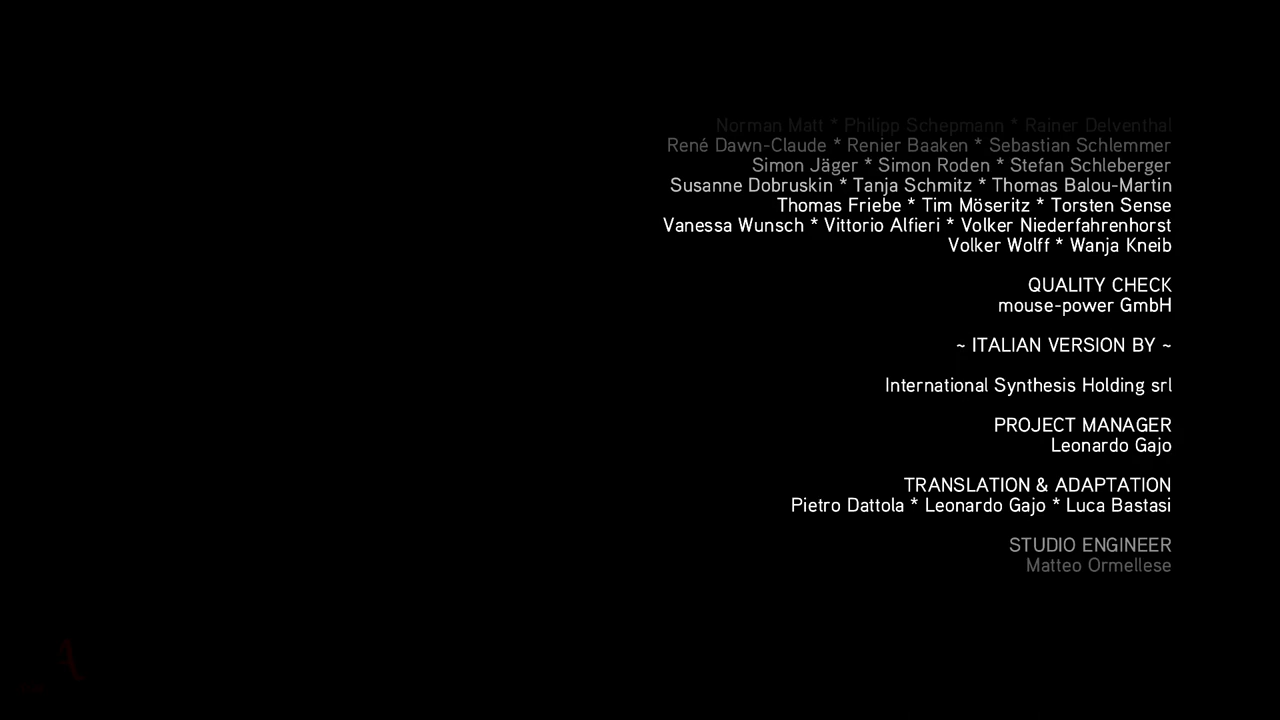 Norman Matt * Philipp Schepmann * Rainer Delventhal
René Dawn-Claude * Renier Baaken * Sebastian Schlemmer
Simon Jäger * Simon Roden * Stefan Schleberger
Susanne Dobruskin * Tanja Schmitz * Thomas Balou-Martin
Thomas Friebe * Tim Möseritz * Torsten Sense
Vanessa Wunsch * Vittorio Alfieri * Volker Niederfahrenhorst
Volker Wolff * Wanja Kneib
QUALITY CHECK
mouse-power GmbH
~ ITALIAN VERSION BY ~
International Synthesis Holding srl
PROJECT MANAGER
Leonardo Gajo
TRANSLATION & ADAPTATION
Pietro Dattola * Leonardo Gajo * Luca Bastasi
STUDIO ENGINEER
Matteo Ormellese